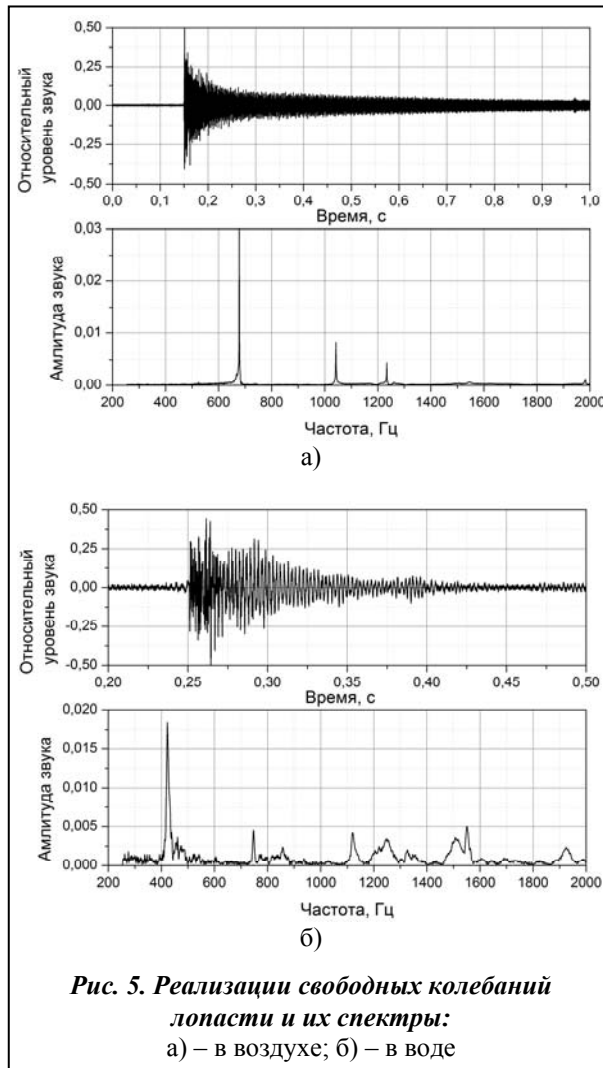 0,50
0,25
0,00
-0,25
-0,50
Относительный
уровень звука
0,0 0,1 0,2 0,3 0,4 0,5 0,6 0,7 0,8 0,9 1,0
Время, с
0,03
0,02
0,01
0,00
Амлитуда звука
200 400 600 800 1000 1200 1400 1600 1800 2000
Частота, Гц
а)
0,50
0,25
0,00
-0,25
-0,50
Относительный
уровень звука
0,20 0,25 0,30 0,35 0,40 0,45 0,50
Время, с
0,020
0,015
0,010
0,005
0,000
Амлитуда звука
200 400 600 800 1000 1200 1400 1600 1800 2000
Частота, Гц
б)
Рис. 5. Реализации свободных колебаний
лопасти и их спектры:
а) – в воздухе; б) – в воде